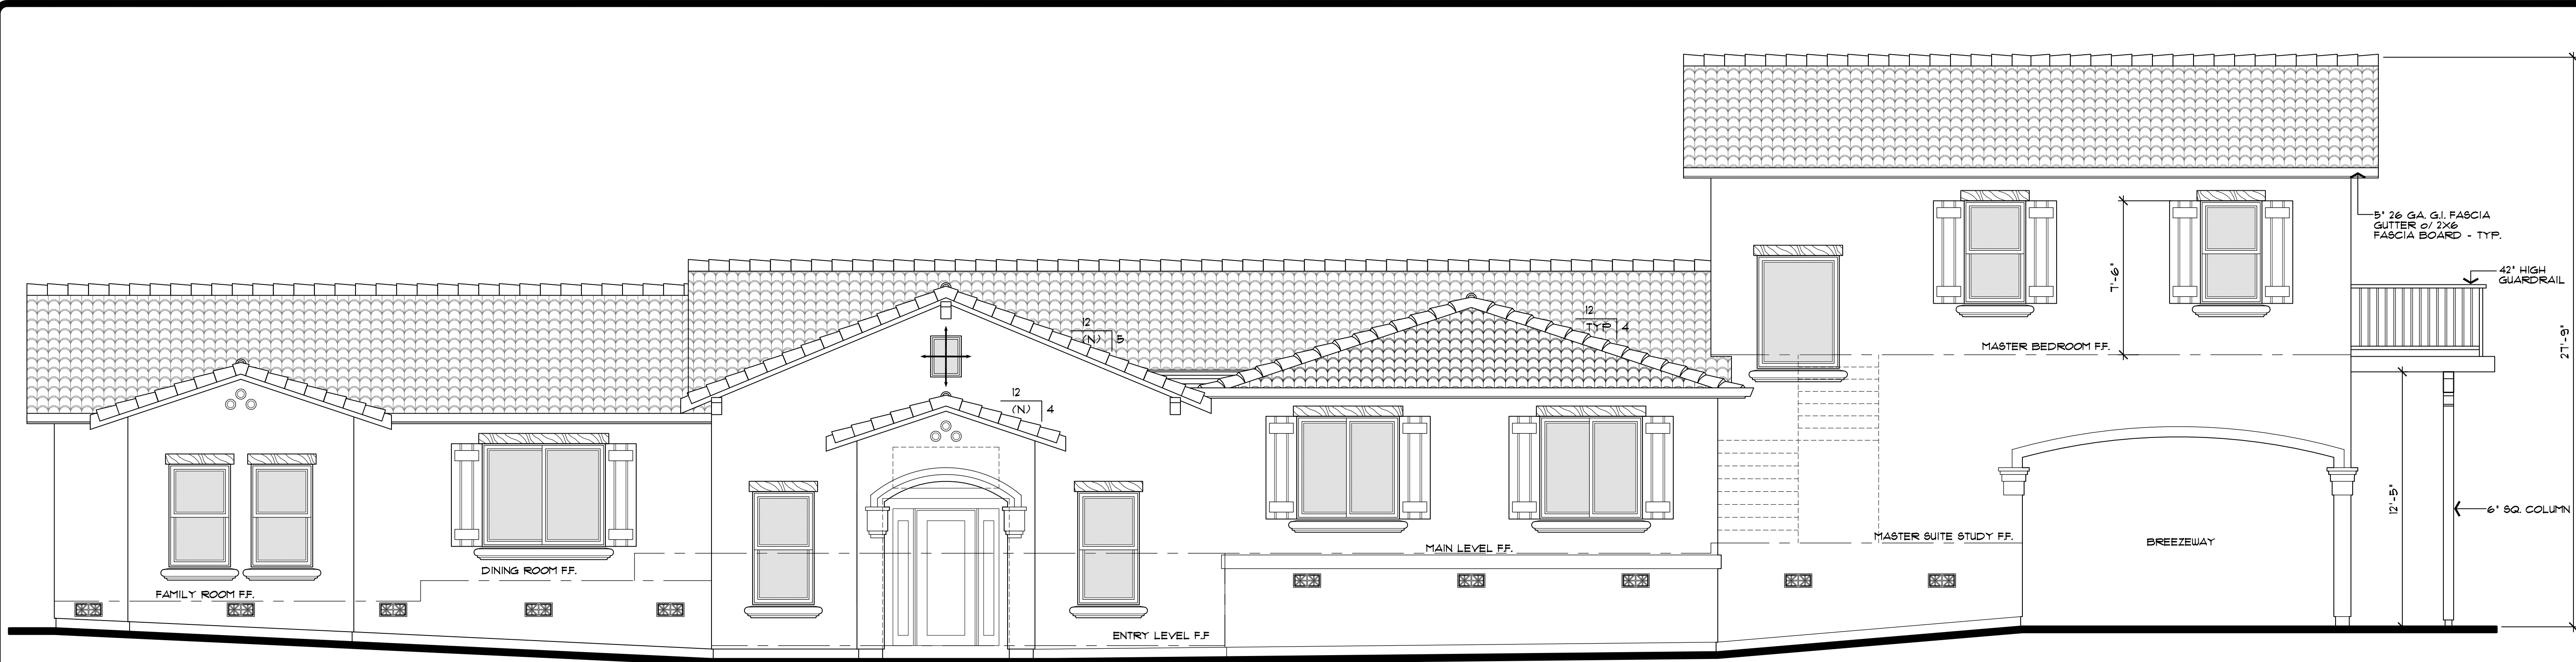 5" 26 GA. G.I. FASCIA
GUTTER o/ 2X6
FASCIA BOARD - TYP.
42" HIGH
GUARDRAIL
7'-6"
27'-9"
12
(N) 5
12
TYP 4
MASTER BEDROOM F.F.
12
(N) 4
12'-5"
6" SQ. COLUMN
MASTER SUITE STUDY F.F.
BREEZEWAY
MAIN LEVEL F.F.
DINING ROOM F.F.
FAMILY ROOM F.F.
ENTRY LEVEL F.F